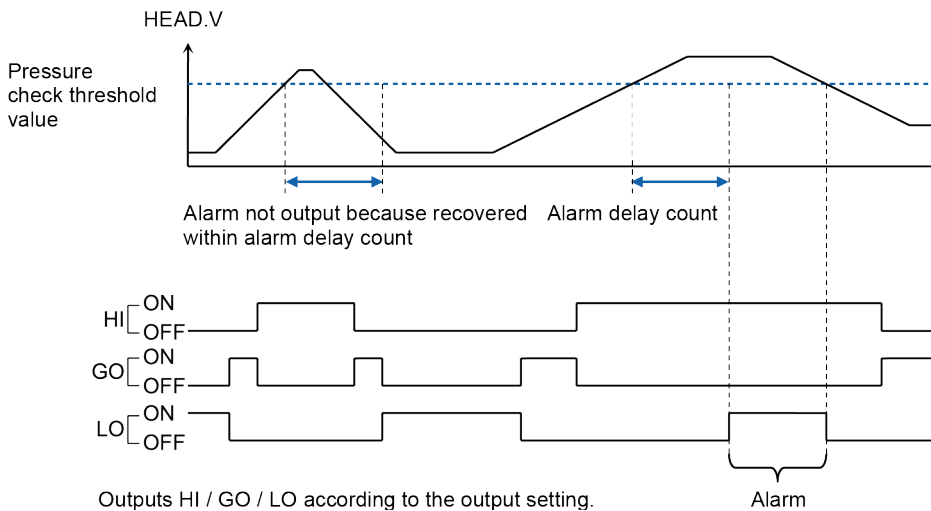 HEAD.V
Pressure
check threshold
value
Alarm not output because recovered
within alarm delay count
Alarm delay count
HI
ON
OFF
GO
ON
OFF
LO
ON
OFF
Outputs HI / GO / LO according to the output setting.
Alarm